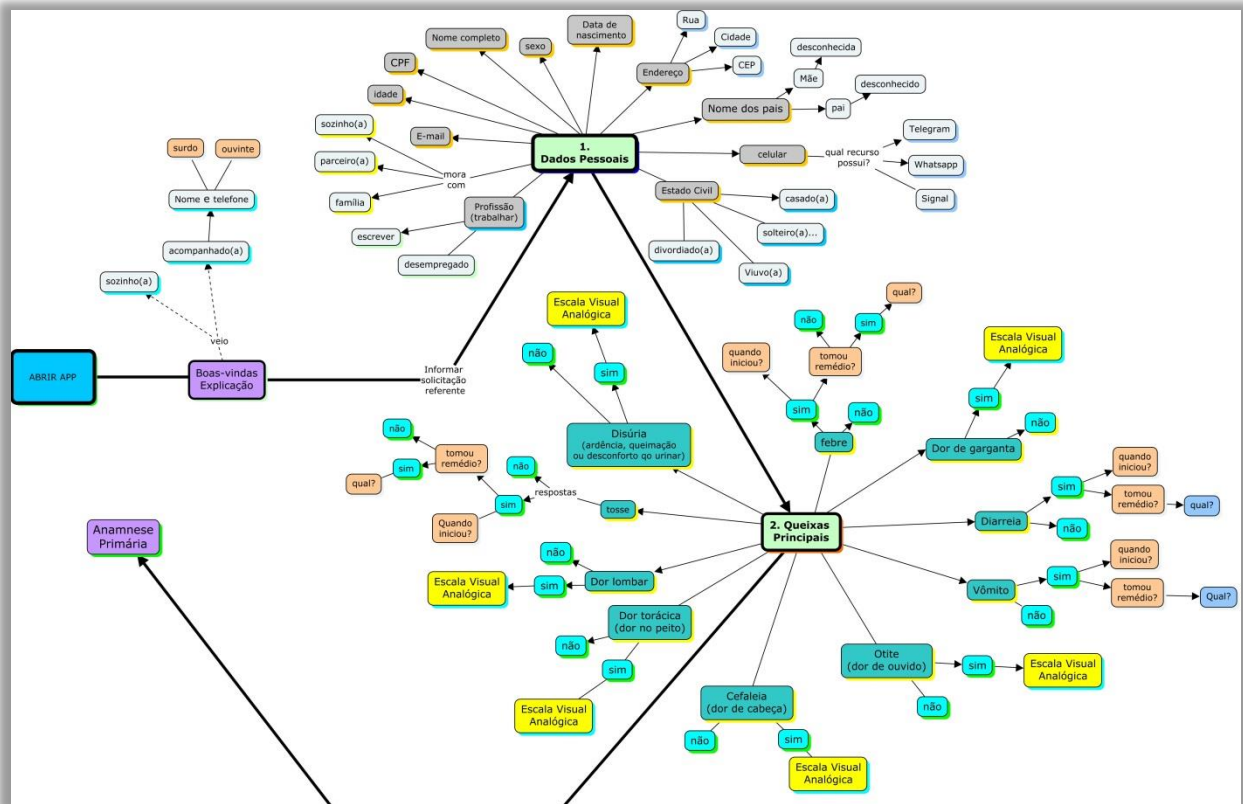 Nome completo
sexo
Data de
nascimento
Rua
Cidade
CEP
Endereço
CPF
idade
E-mail
desconhecida
Mãe
desconhecido
pai
Nome dos pais
sozinho(a)
parceiro(a)
família
mora
com
1.
Dados Pessoais
celular
qual recurso
possui?
Telegram
Whatsapp
Signal
Estado Civil
casado(a)
solteiro(a)...
Viuvo(a)
divordiado(a)
Profissão
(trabalhar)
escrever
desempregado
surdo
ouvinte
Nome e telefone
acompanhado(a)
sozinho(a)
veio
ABRIR APP
Boas-vindas
Explicação
Informar
solicitação
referente
Escala Visual
Analógica
não
sim
Disúria
(ardência, queimação
ou desconforto qo urinar)
quando
iniciou?
não
sim
qual?
tomou
remédio?
sim
não
febre
Escala Visual
Analógica
sim
não
Dor de garganta
não
sim
qual?
tomou
remédio?
Quando
iniciou?
sim
não
respostas
tosse
2. Queixas
Principais
Diarreia
sim
não
quando
iniciou?
tomou
remédio?
qual?
Vômito
sim
não
quando
iniciou?
tomou
remédio?
Qual?
Anamnese
Primária
não
sim
Dor lombar
Escala Visual
Analógica
Dor torácica
(dor no peito)
não
sim
Escala Visual
Analógica
Cefaleia
(dor de cabeça)
não
sim
Escala Visual
Analógica
Otite
(dor de ouvido)
sim
não
Escala Visual
Analógica